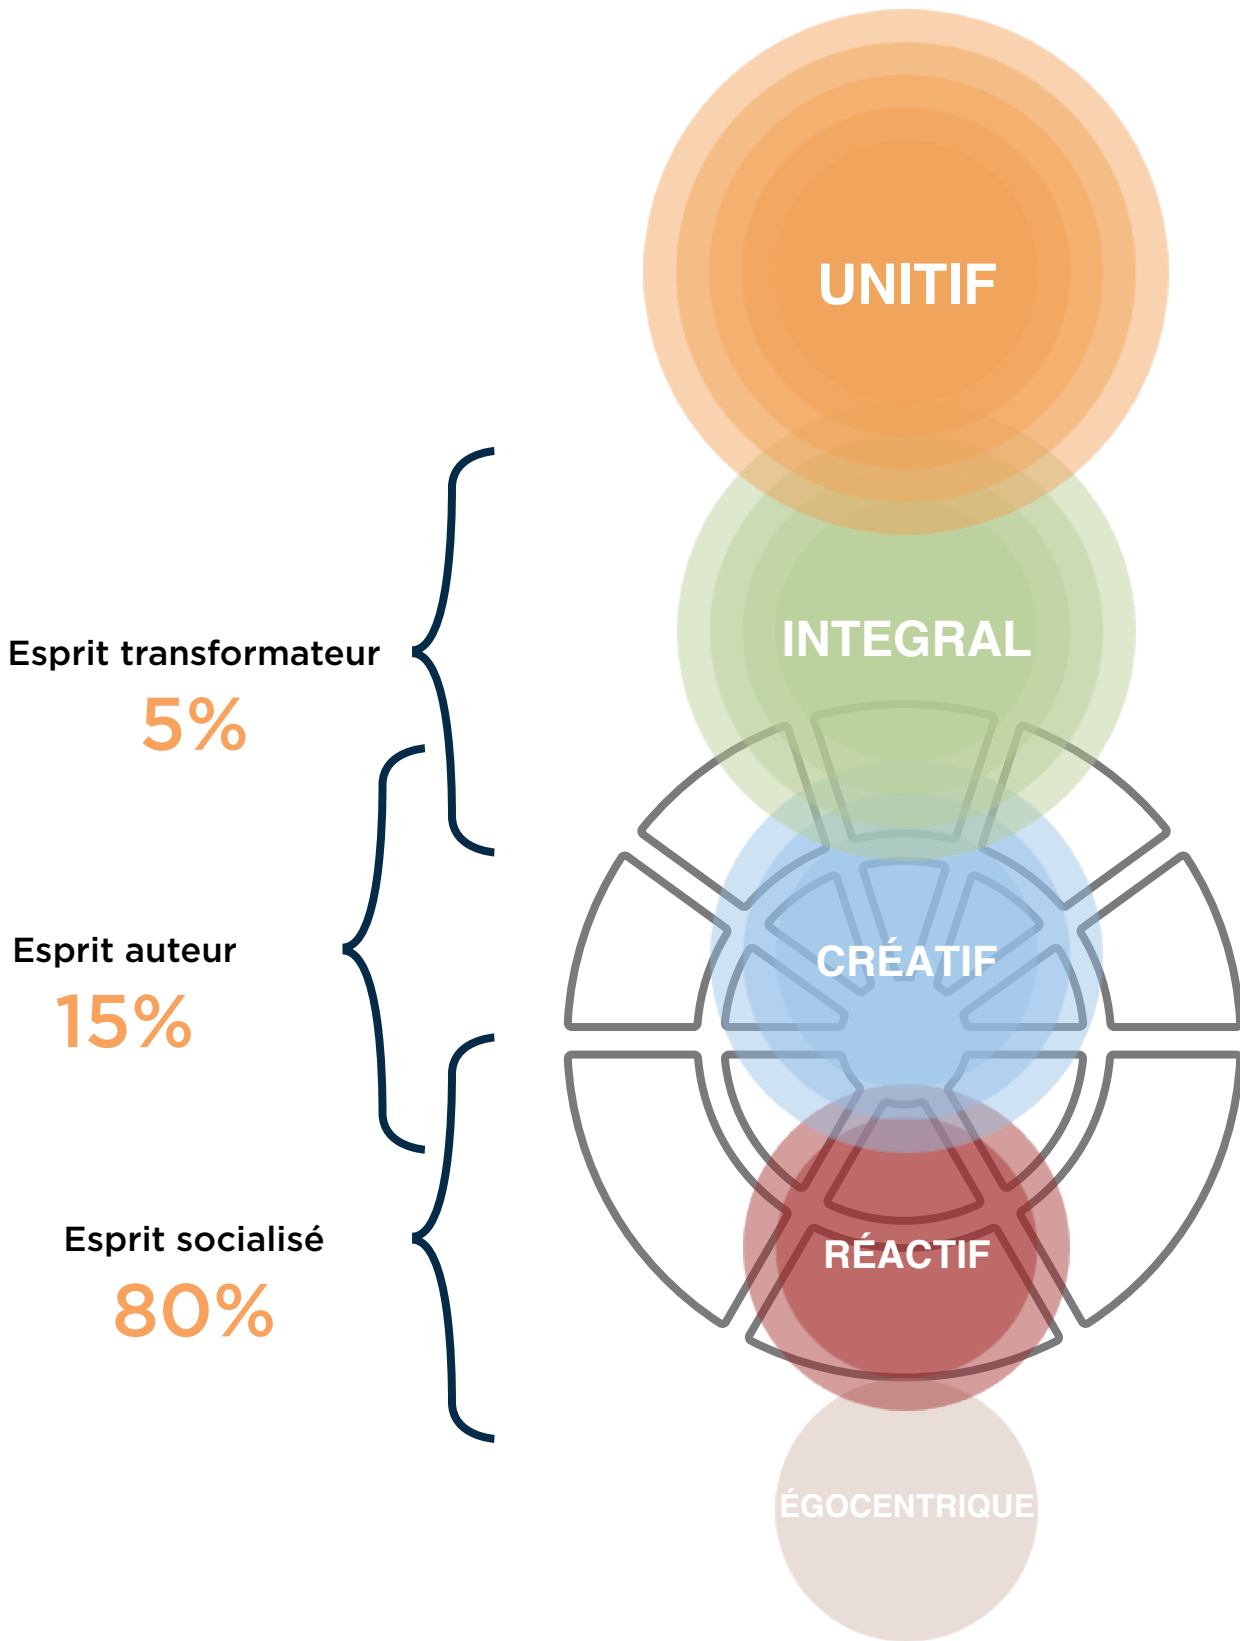 UNITIF
INTEGRAL
Esprit transformateur
5%
Esprit auteur
15%
CRÉATIF
Esprit socialisé
80%
RÉACTIF
ÉGOCENTRIQUE